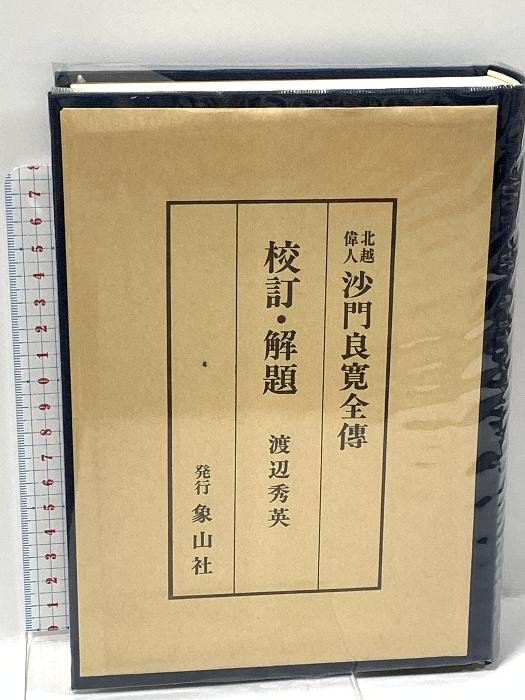 北越偉人 沙門良寛全傳
校訂・解題 渡辺秀英
発行 象山社